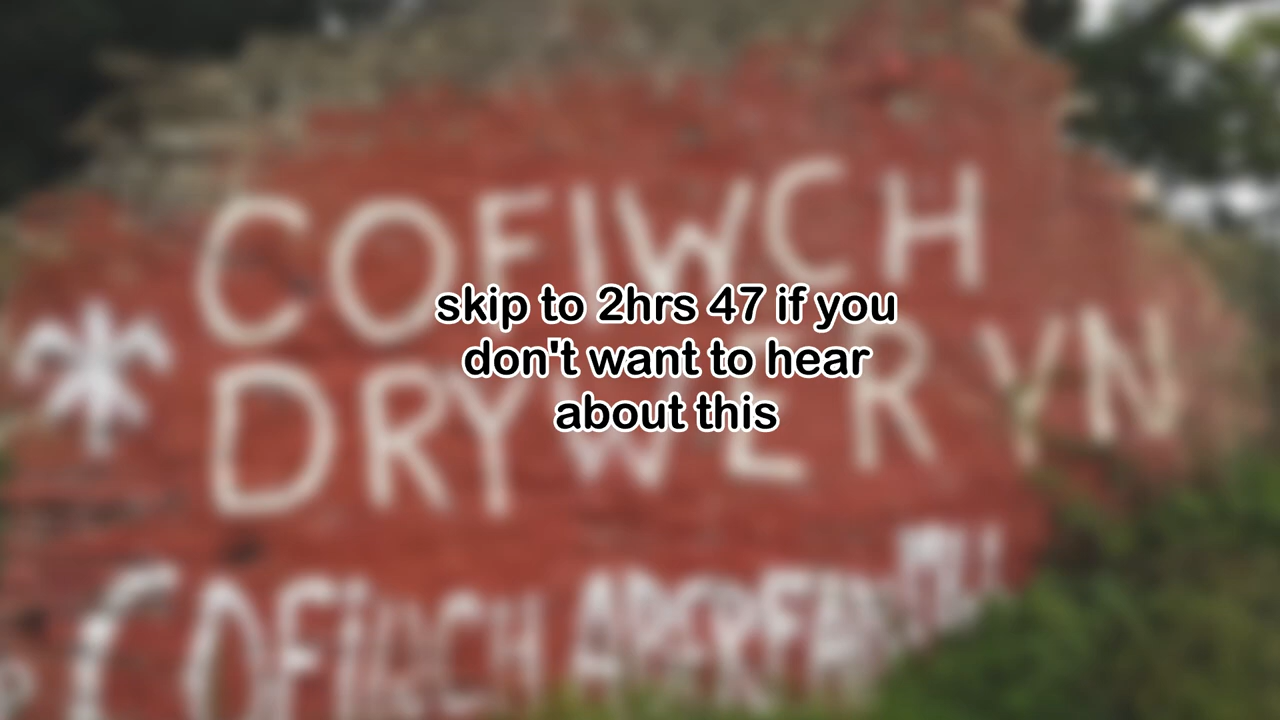 COFIWCH
skip to 2hrs 47 if you
don't want to hear
about this
DRYWERYN
COFIWCH ABERFAN